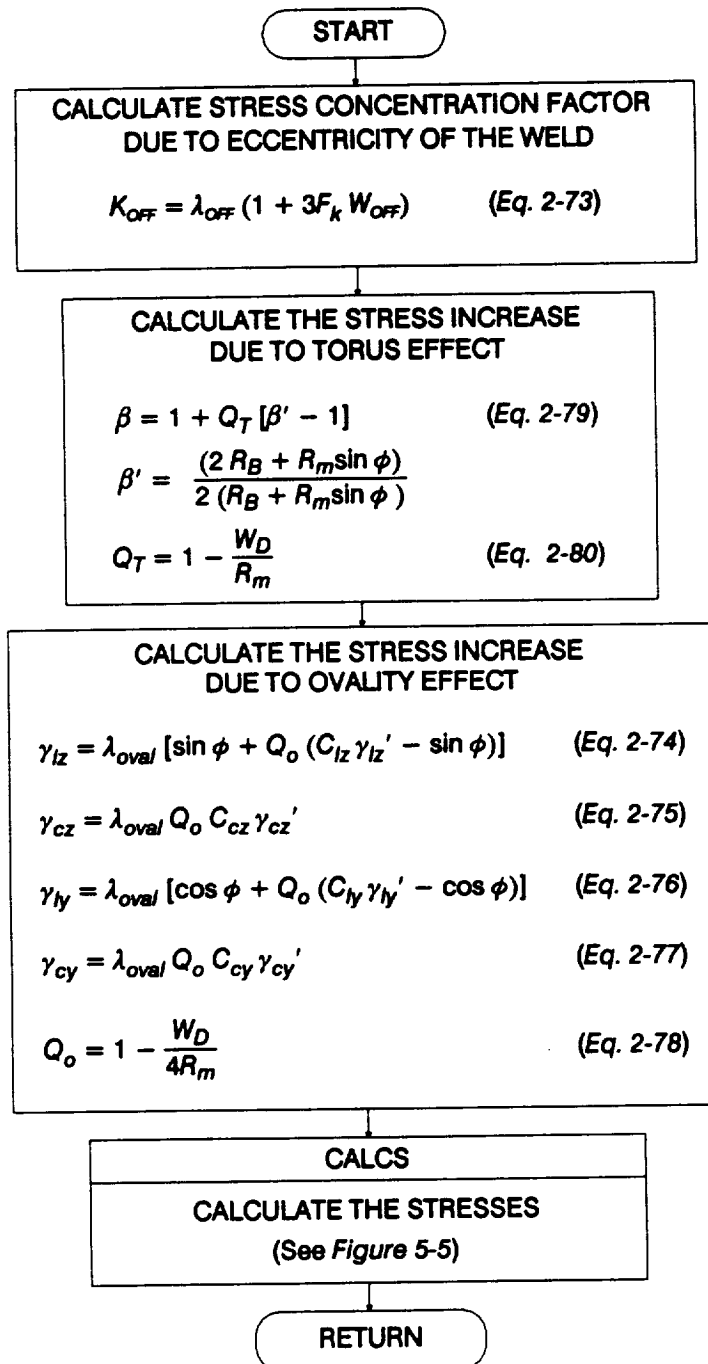 START
CALCULATE STRESS CONCENTRATION FACTOR
DUE TO ECCENTRICITY OF THE WELD
K_OFF = λ_OFF (1 + 3F_k W_OFF) (Eq. 2-73)
CALCULATE THE STRESS INCREASE
DUE TO TORUS EFFECT
β = 1 + Q_T [β' − 1] (Eq. 2-79)
β' = (2 R_B + R_m sin φ) / 2 (R_B + R_m sin φ)
Q_T = 1 − W_D / R_m (Eq. 2-80)
CALCULATE THE STRESS INCREASE
DUE TO OVALITY EFFECT
γ_lz = λ_oval [sin φ + Q_o (C_lz γ_lz' − sin φ)] (Eq. 2-74)
γ_cz = λ_oval Q_o C_cz γ_cz' (Eq. 2-75)
γ_ly = λ_oval [cos φ + Q_o (C_ly γ_ly' − cos φ)] (Eq. 2-76)
γ_cy = λ_oval Q_o C_cy γ_cy' (Eq. 2-77)
Q_o = 1 − W_D / 4R_m (Eq. 2-78)
CALCS
CALCULATE THE STRESSES
(See Figure 5-5)
RETURN